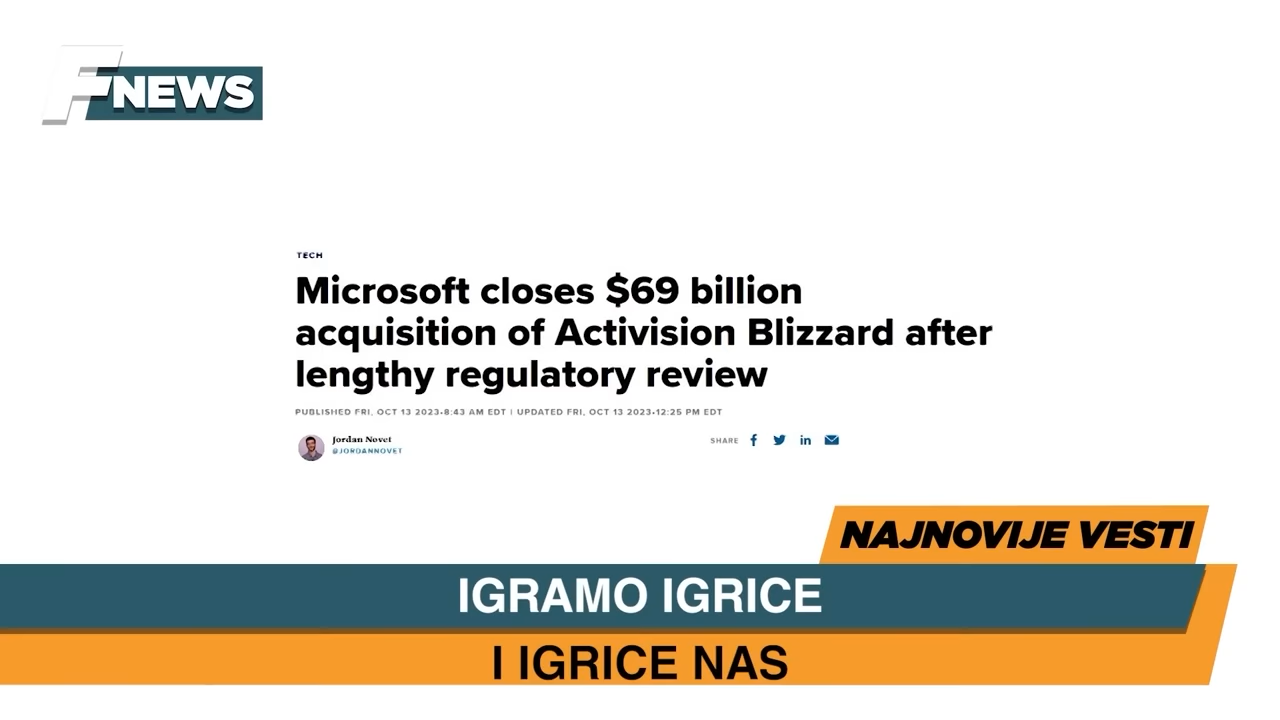 FNEWS
TECH
Microsoft closes $69 billion
acquisition of Activision Blizzard after
lengthy regulatory review
PUBLISHED FRI, OCT 13 2023•8:43 AM EDT | UPDATED FRI, OCT 13 2023•12:25 PM EDT
Jordan Novet
@JORDANNOVET
SHARE
NAJNOVIJE VESTI
IGRAMO IGRICE
I IGRICE NAS